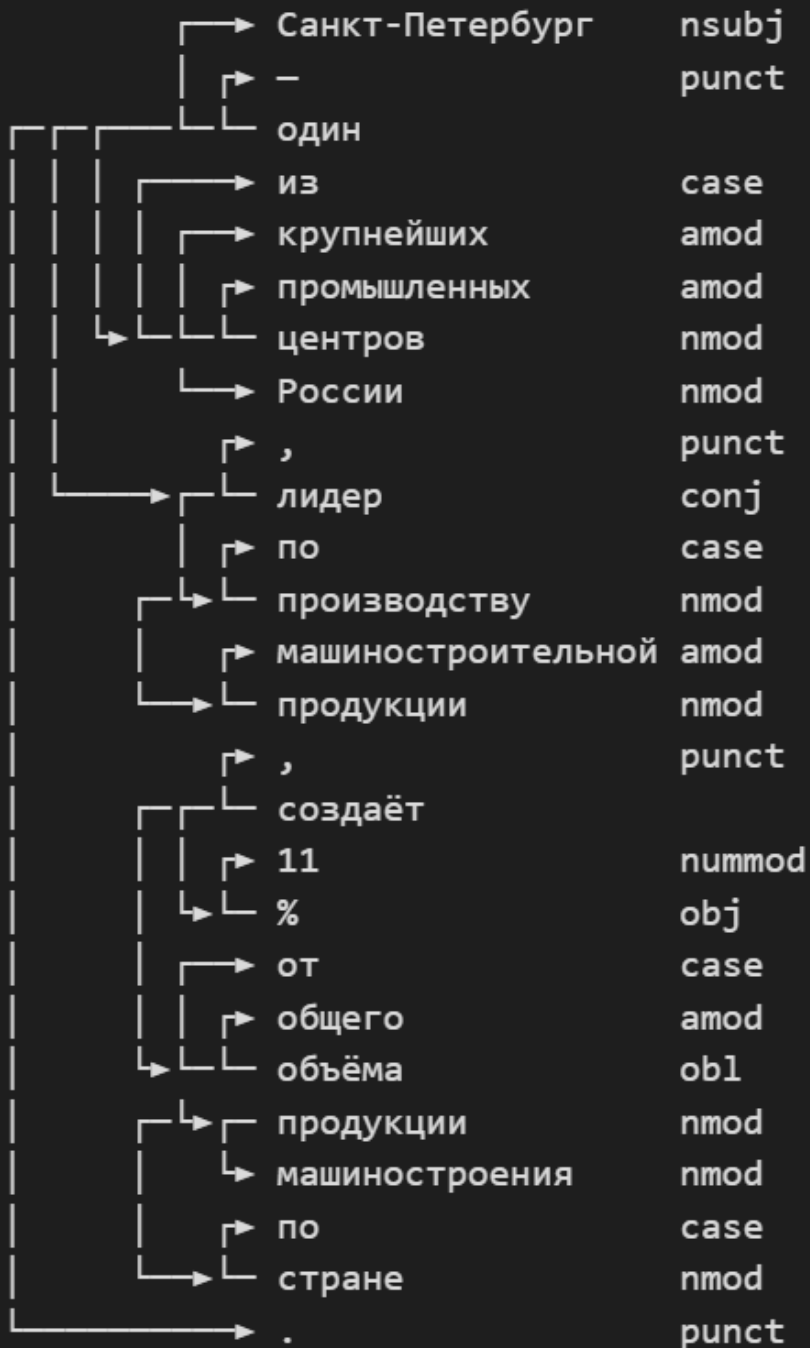 Санкт-Петербург nsubj
— punct
один
из case
крупнейших amod
промышленных amod
центров nmod
России nmod
, punct
лидер conj
по case
производству nmod
машиностроительной amod
продукции nmod
, punct
создаёт
11 nummod
% obj
от case
общего amod
объёма obl
продукции nmod
машиностроения nmod
по case
стране nmod
. punct